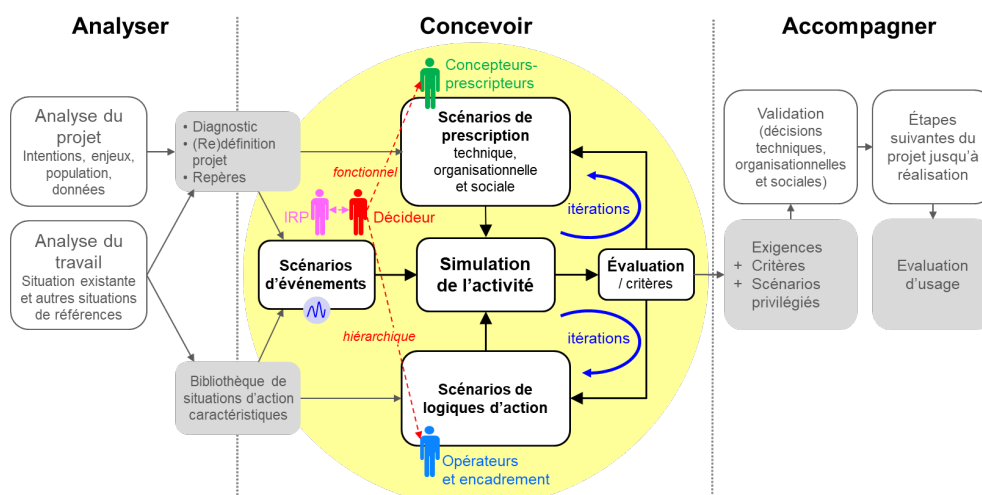 Analyser
Concevoir
Accompagner
Analyse du
projet
Intentions, enjeux,
population,
données
Analyse du
travail
Situation existante
et autres situations
de références
• Diagnostic
• (Re)définition
projet
• Repères
Bibliothèque de
situations d’action
caractéristiques
Concepteurs-
prescripteurs
Scénarios de
prescription
technique,
organisationnelle
et sociale
fonctionnel
IRP
Décideur
itérations
Scénarios
d’événements
Simulation
de l’activité
Évaluation
/ critères
hiérarchique
itérations
Scénarios de
logiques d’action
Opérateurs
et encadrement
Validation
(décisions
techniques,
organisationnelles
et sociales)
Étapes
suivantes du
projet jusqu’à
réalisation
Exigences
+ Critères
+ Scénarios
privilégiés
Evaluation
d’usage